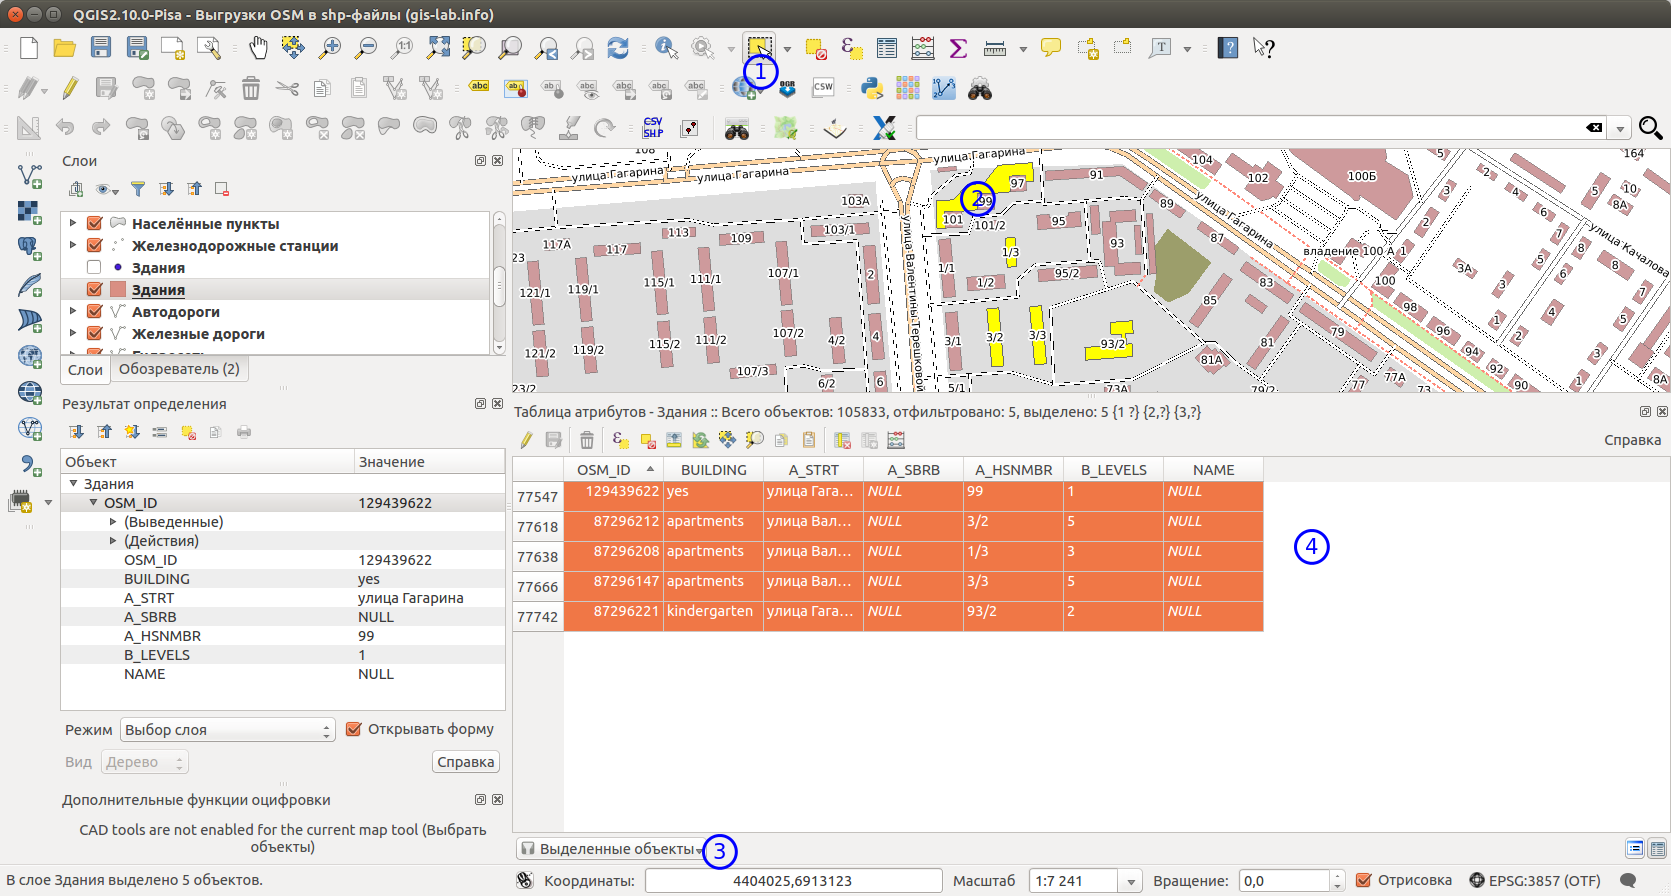 QGIS2.10.0-Pisa - Выгрузки OSM в shp-файлы (gis-lab.info)
1
Слои
Населённые пункты
Железнодорожные станции
Здания
Здания
Автодороги
Железные дороги
Слои
Обозреватель (2)
Результат определения
Объект Значение
Здания
OSM_ID 129439622
(Выведенные)
(Действия)
OSM_ID 129439622
BUILDING yes
A_STRT улица Гагарина
A_SBRB NULL
A_HSNMBR 99
B_LEVELS 1
NAME NULL
Режим Выбор слоя Открывать форму
Вид Дерево Справка
Дополнительные функции оцифровки
CAD tools are not enabled for the current map tool (Выбрать
объекты)
108
улица Гагарина
улица Гагарина
улица Гагарина
улица Гагарина
улица Гагарина
улица Качалова
улица Валентины Терешковой
владение 100 А 1
103А
117А
117
113
109
103/1
23
121/1
119/1
115/1
111/1
107/1
2
121/2
119/2
115/2
111/2
107/2
4/2
4
107/3
6/2
6
23/2
97
99
2
101
101/2
91
95
93
89
87
1/1
1/3
1/2
95/2
3/1
3/2
3/3
93/2
5/1
73А
85
83
81
81А
79
79/2
77
77А
73
104
102
100Б
100
98
96
94
92
90
164
10
8А
3А
8А
Таблица атрибутов - Здания :: Всего объектов: 105833, отфильтровано: 5, выделено: 5 {1 ?} {2,?} {3,?}
Справка
OSM_ID BUILDING A_STRT A_SBRB A_HSNMBR B_LEVELS NAME
77547 129439622 yes улица Гага… NULL 99 1 NULL
77618 87296212 apartments улица Вал… NULL 3/2 5 NULL
77638 87296208 apartments улица Вал… NULL 1/3 3 NULL
77666 87296147 apartments улица Вал… NULL 3/3 5 NULL
77742 87296221 kindergarten улица Гага… NULL 93/2 2 NULL
4
Выделенные объекты 3
В слое Здания выделено 5 объектов. Координаты: 4404025,6913123 Масштаб 1:7 241 Вращение: 0,0 Отрисовка EPSG:3857 (OTF)